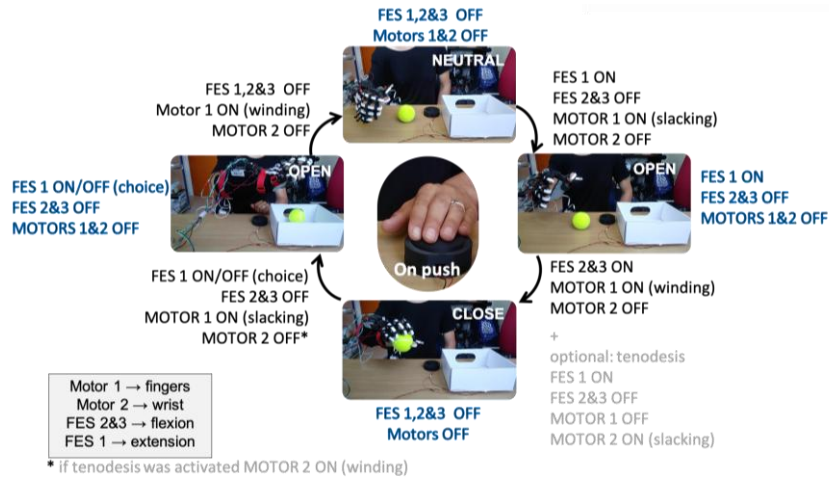 FES 1,2&3 OFF
Motors 1&2 OFF
NEUTRAL
FES 1 ON
FES 2&3 OFF
MOTOR 1 ON (slacking)
MOTOR 2 OFF
OPEN
FES 1 ON
FES 2&3 OFF
MOTORS 1&2 OFF
FES 2&3 ON
MOTOR 1 ON (winding)
MOTOR 2 OFF
+
optional: tenodesis
FES 1 ON
FES 2&3 OFF
MOTOR 1 OFF
MOTOR 2 ON (slacking)
CLOSE
FES 1,2&3 OFF
Motors OFF
FES 1 ON/OFF (choice)
FES 2&3 OFF
MOTOR 1 ON (slacking)
MOTOR 2 OFF*
OPEN
FES 1 ON/OFF (choice)
FES 2&3 OFF
MOTORS 1&2 OFF
FES 1,2&3 OFF
Motor 1 ON (winding)
MOTOR 2 OFF
On push
Motor 1 → fingers
Motor 2 → wrist
FES 2&3 → flexion
FES 1 → extension
* if tenodesis was activated MOTOR 2 ON (winding)